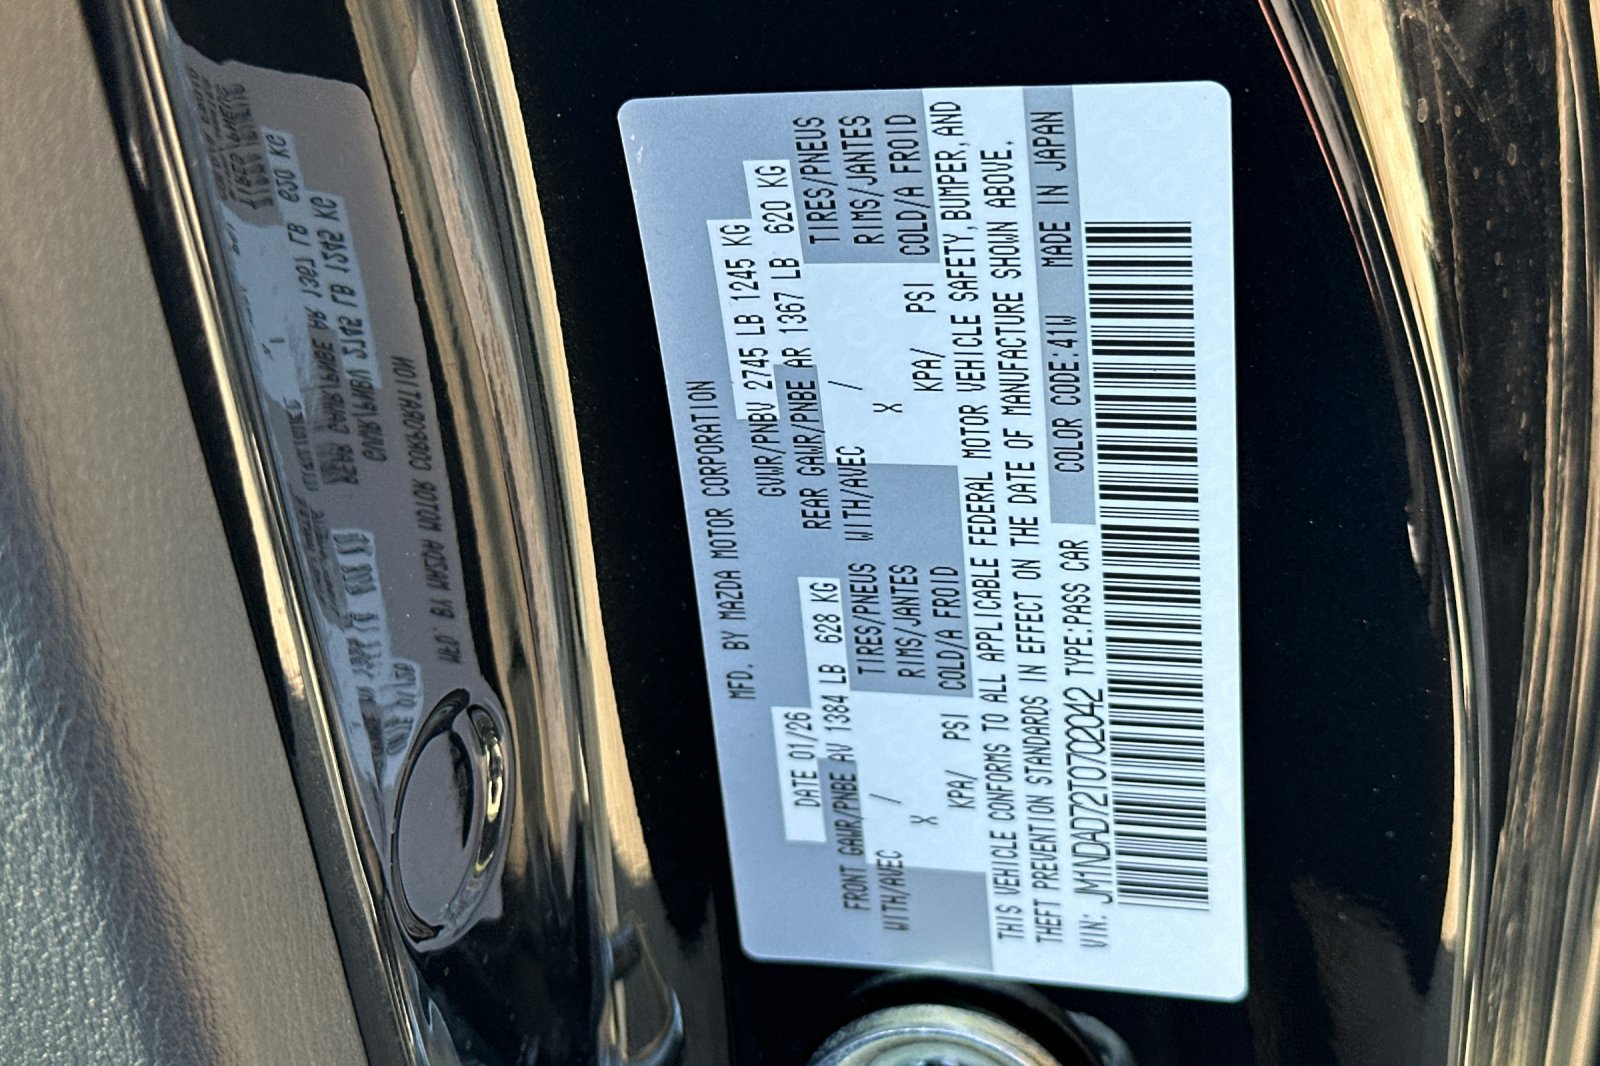 MFD. BY MAZDA MOTOR CORPORATION
DATE 01/26 GVWR/PNBV 2745 LB 1245 KG
FRONT GAWR/PNBE AV 1384 LB 628 KG REAR GAWR/PNBE AR 1367 LB 620 KG
WITH/AVEC / TIRES/PNEUS WITH/AVEC / TIRES/PNEUS
X RIMS/JANTES X RIMS/JANTES
KPA/ PSI COLD/A FROID KPA/ PSI COLD/A FROID
THIS VEHICLE CONFORMS TO ALL APPLICABLE FEDERAL MOTOR VEHICLE SAFETY, BUMPER, AND
THEFT PREVENTION STANDARDS IN EFFECT ON THE DATE OF MANUFACTURE SHOWN ABOVE.
VIN: JM1NDAD72T0702042 TYPE:PASS CAR COLOR CODE:41W MADE IN JAPAN